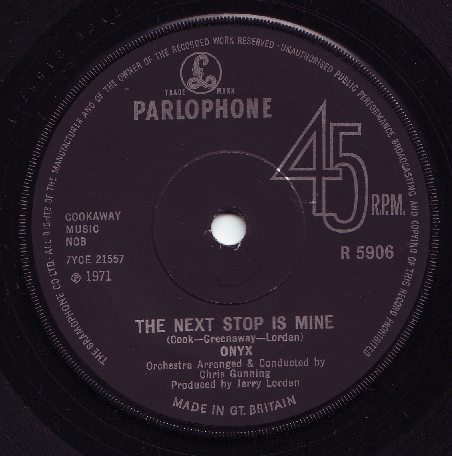 THE GRAMOPHONE CO. LTD. ALL RIGHTS OF THE MANUFACTURER AND OF THE OWNER OF THE RECORDED WORK RESERVED · UNAUTHORISED PUBLIC PERFORMANCE BROADCASTING AND COPYING OF THIS RECORD PROHIBITED
£
TRADE MARK
PARLOPHONE
45 R.P.M.
COOKAWAY
MUSIC
NCB
7YCE 21557
℗ 1971
R 5906
THE NEXT STOP IS MINE
(Cook—Greenaway—Lordan)
ONYX
Orchestra Arranged & Conducted by
Chris Gunning
Produced by Jerry Lordan
MADE IN GT. BRITAIN